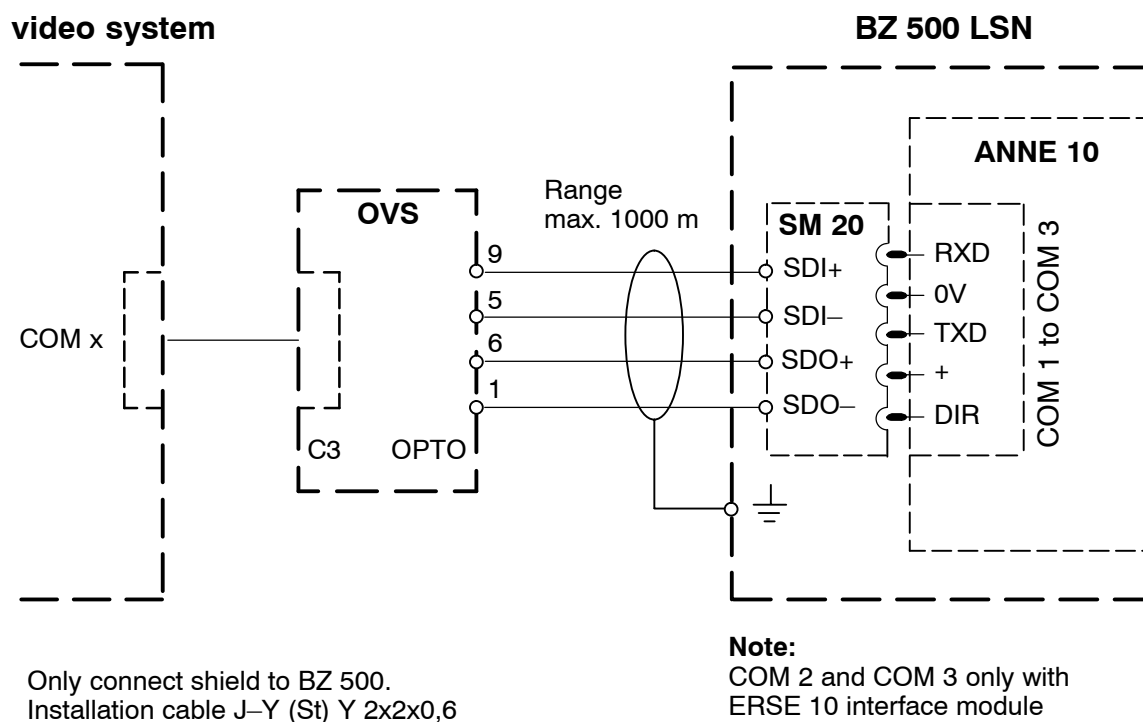 video system
BZ 500 LSN
ANNE 10
Range
max. 1000 m
OVS
SM 20
9
SDI+
RXD
5
SDI–
0V
COM x
6
SDO+
TXD
1
SDO–
+
DIR
COM 1 to COM 3
C3
OPTO
Only connect shield to BZ 500.
Installation cable J–Y (St) Y 2x2x0,6
Note:
COM 2 and COM 3 only with
ERSE 10 interface module